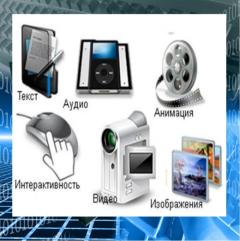 Текст
Аудио
Анимация
Интерактивность
Видео
Изображения